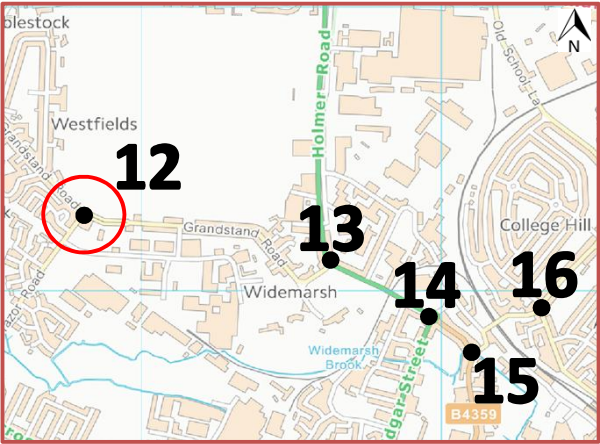 blestock
N
Old School La
Holmer Road
Westfields
12
Grandstand Road
Grandstand Road
College Hill
13
Widemarsh
16
14
Widemarsh
Brook
15
dgar Street
B4359